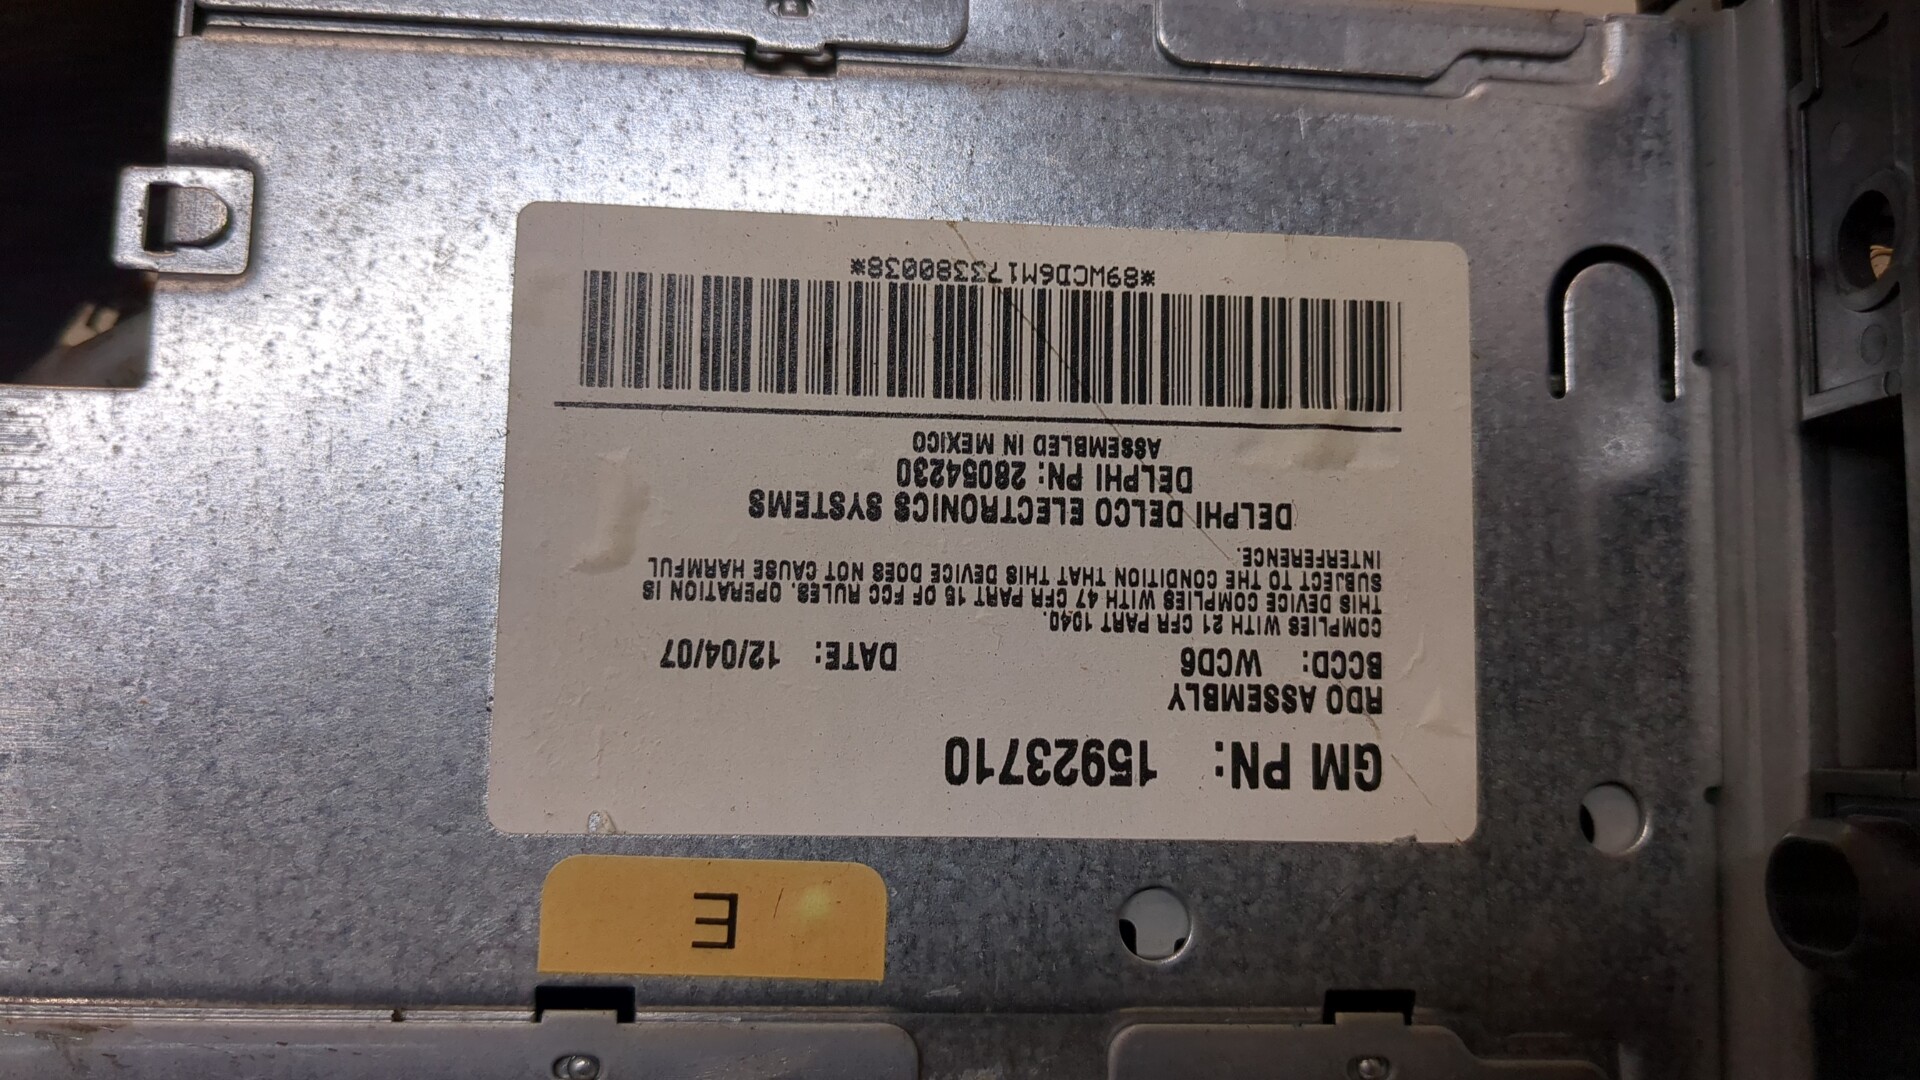 GM PN: 15923710
RDO ASSEMBLY
BCCD: WCD6 DATE: 12/04/07
COMPLIES WITH 21 CFR PART 1040.
THIS DEVICE COMPLIES WITH 47 CFR PART 15 OF FCC RULES. OPERATION IS
SUBJECT TO THE CONDITION THAT THIS DEVICE DOES NOT CAUSE HARMFUL
INTERFERENCE.
DELPHI DELCO ELECTRONICS SYSTEMS
DELPHI PN: 28054230
ASSEMBLED IN MEXICO
*89WCD6M173380038*
E